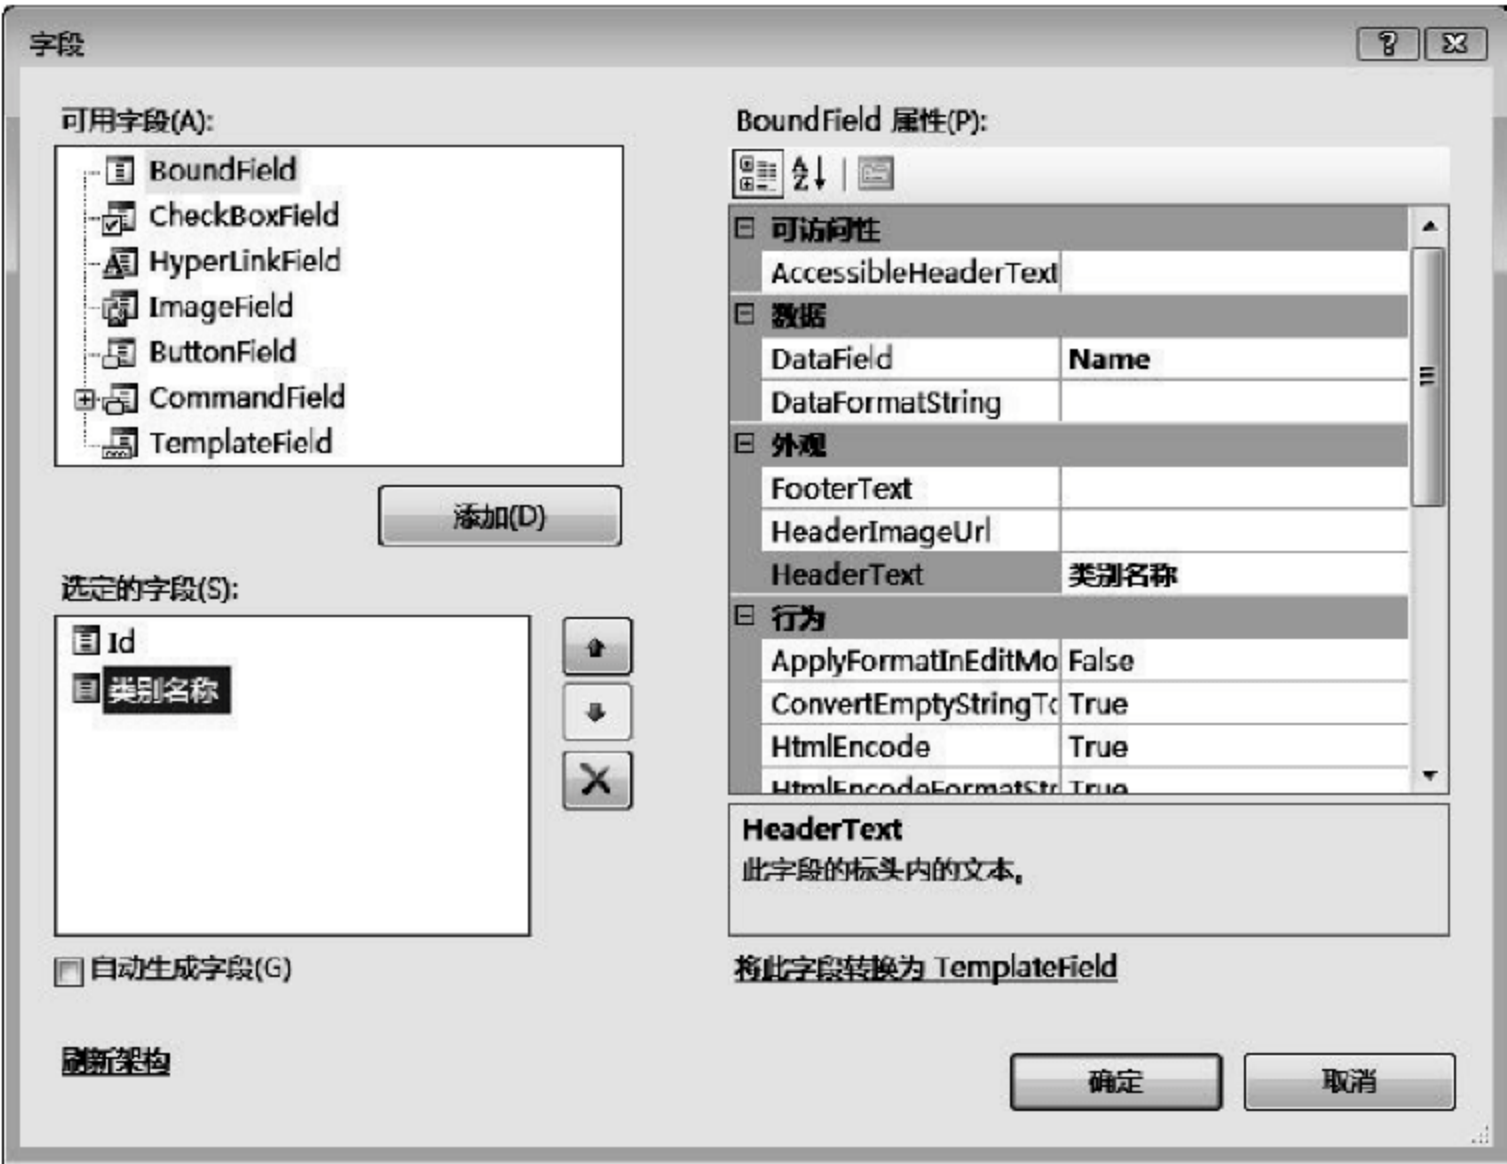 字段
可用字段(A):
BoundField
CheckBoxField
HyperLinkField
ImageField
ButtonField
CommandField
TemplateField
添加(D)
选定的字段(S):
Id
类别名称
自动生成字段(G)
刷新架构
BoundField 属性(P):
可访问性
AccessibleHeaderText
数据
DataField Name
DataFormatString
外观
FooterText
HeaderImageUrl
HeaderText 类别名称
行为
ApplyFormatInEditMo False
ConvertEmptyStringTo True
HtmlEncode True
HtmlEncodeFormatStr True
HeaderText
此字段的标头内的文本。
将此字段转换为 TemplateField
确定 取消